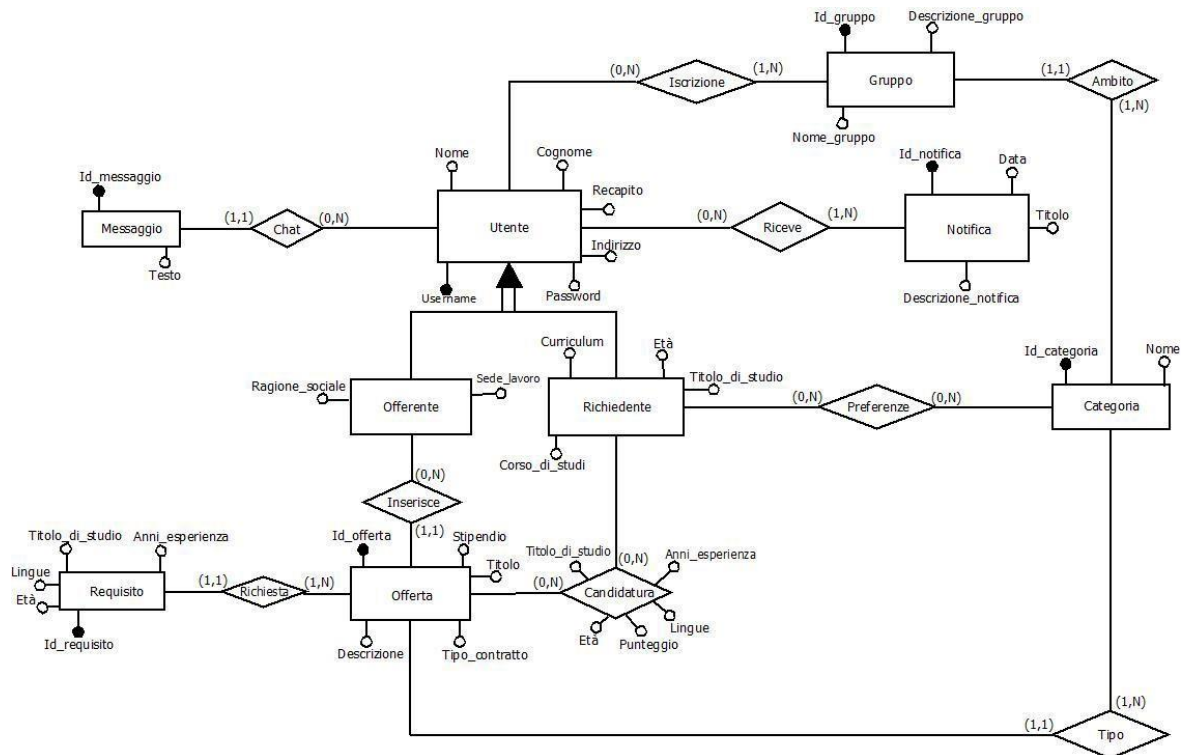 Id_gruppo
Descrizione_gruppo
(0,N)
Iscrizione
(1,N)
Gruppo
(1,1)
Ambito
(1,N)
Nome_gruppo
Nome
Cognome
Id_notifica
Data
Id_messaggio
Recapito
Messaggio
(1,1)
Chat
(0,N)
Utente
(0,N)
Riceve
(1,N)
Notifica
Titolo
Testo
Indirizzo
Username
Password
Descrizione_notifica
Curriculum
Età
Id_categoria
Nome
Ragione_sociale
Sede_lavoro
Titolo_di_studio
Offerente
Richiedente
(0,N)
Preferenze
(0,N)
Categoria
Corso_di_studi
(0,N)
Inserisce
(1,1)
Titolo_di_studio
Anni_esperienza
Id_offerta
Stipendio
Titolo
Titolo_di_studio
(0,N)
Anni_esperienza
Lingue
Età
Requisito
(1,1)
Richiesta
(1,N)
Offerta
(0,N)
Candidatura
Lingue
Età
Punteggio
Id_requisito
Descrizione
Tipo_contratto
(1,N)
(1,1)
Tipo